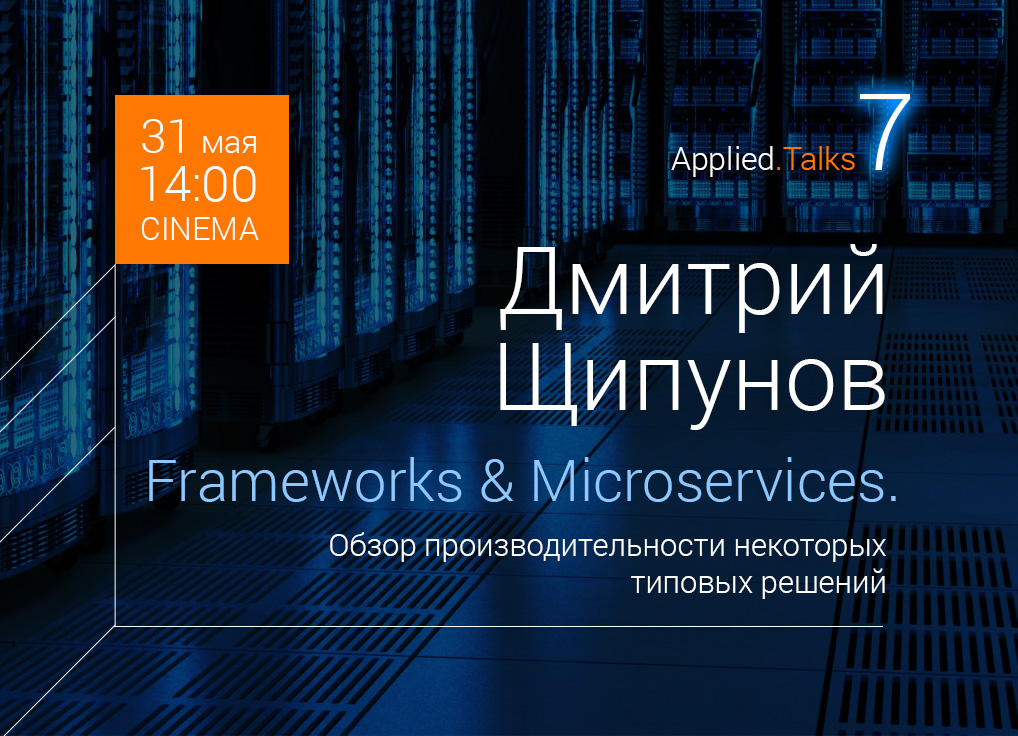 31 мая
14:00
CINEMA
Applied.Talks 7
Дмитрий
Щипунов
Frameworks & Microservices.
Обзор производительности некоторых
типовых решений